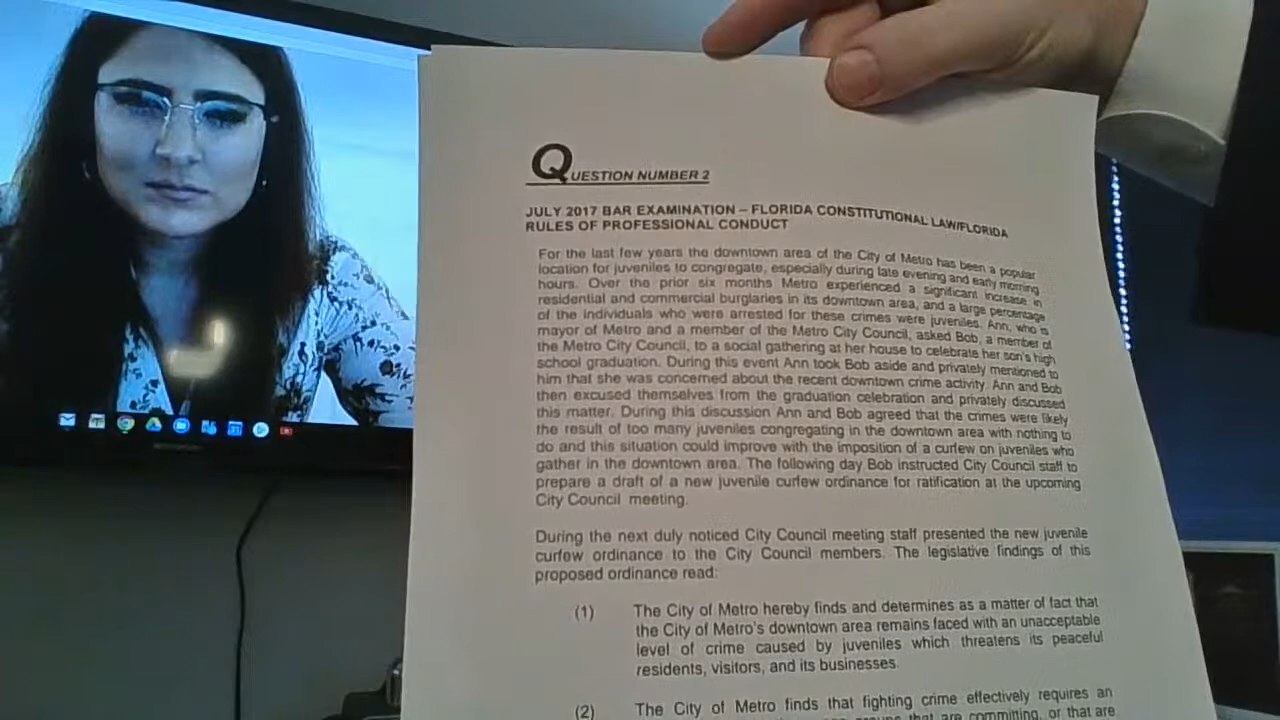 QUESTION NUMBER 2
JULY 2017 BAR EXAMINATION – FLORIDA CONSTITUTIONAL LAW/FLORIDA
RULES OF PROFESSIONAL CONDUCT
For the last few years the downtown area of the City of Metro has been a popular
location for juveniles to congregate, especially during late evening and early morning
hours. Over the prior six months Metro experienced a significant increase in
residential and commercial burglaries in its downtown area, and a large percentage
of the individuals who were arrested for these crimes were juveniles. Ann, who is
mayor of Metro and a member of the Metro City Council, asked Bob, a member of
the Metro City Council, to a social gathering at her house to celebrate her son's high
school graduation. During this event Ann took Bob aside and privately mentioned to
him that she was concerned about the recent downtown crime activity. Ann and Bob
then excused themselves from the graduation celebration and privately discussed
this matter. During this discussion Ann and Bob agreed that the crimes were likely
the result of too many juveniles congregating in the downtown area with nothing to
do and this situation could improve with the imposition of a curfew on juveniles who
gather in the downtown area. The following day Bob instructed City Council staff to
prepare a draft of a new juvenile curfew ordinance for ratification at the upcoming
City Council meeting.
During the next duly noticed City Council meeting staff presented the new juvenile
curfew ordinance to the City Council members. The legislative findings of this
proposed ordinance read:
(1) The City of Metro hereby finds and determines as a matter of fact that
the City of Metro's downtown area remains faced with an unacceptable
level of crime caused by juveniles which threatens its peaceful
residents, visitors, and its businesses.
(2) The City of Metro finds that fighting crime effectively requires an
that are committing, or that are